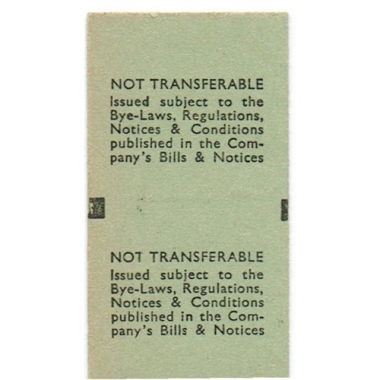 NOT TRANSFERABLE
Issued subject to the
Bye-Laws, Regulations,
Notices & Conditions
published in the Com-
pany's Bills & Notices
NOT TRANSFERABLE
Issued subject to the
Bye-Laws, Regulations,
Notices & Conditions
published in the Com-
pany's Bills & Notices